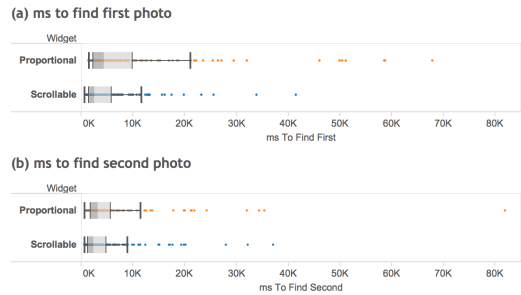 (a) ms to find first photo
Widget
Proportional
Scrollable
0K 10K 20K 30K 40K 50K 60K 70K 80K
ms To Find First
(b) ms to find second photo
Widget
Proportional
Scrollable
0K 10K 20K 30K 40K 50K 60K 70K 80K
ms To Find Second